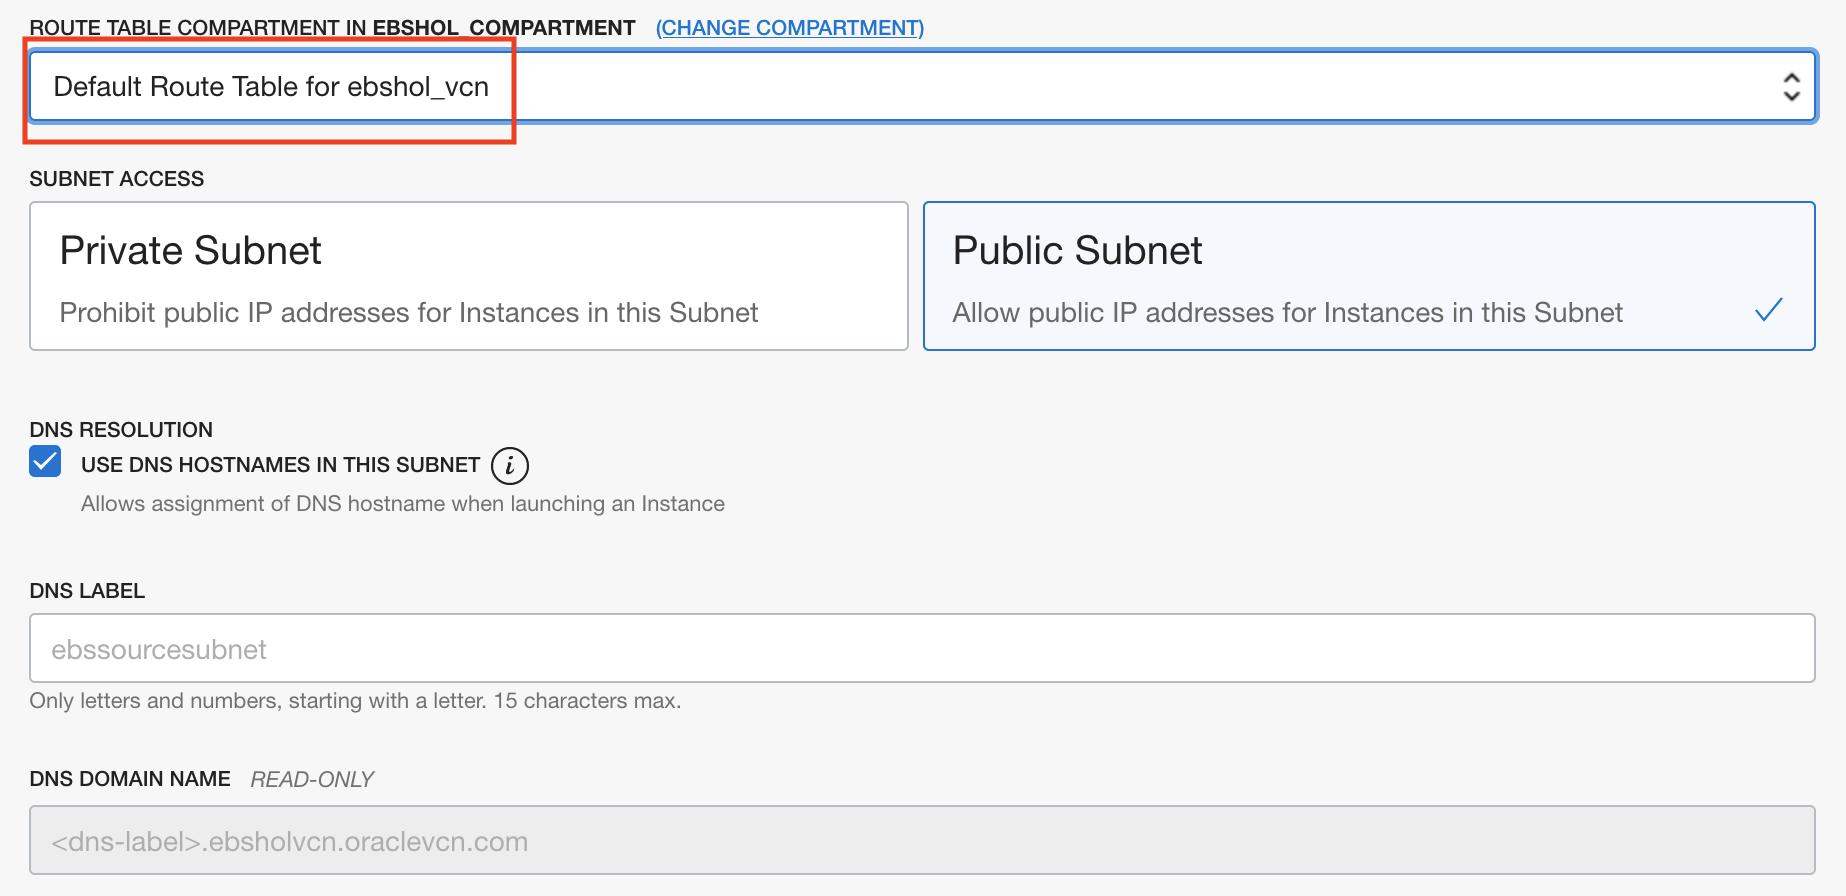 ROUTE TABLE COMPARTMENT IN EBSHOL_COMPARTMENT (CHANGE COMPARTMENT)
Default Route Table for ebshol_vcn
SUBNET ACCESS
Private Subnet
Prohibit public IP addresses for Instances in this Subnet
Public Subnet
Allow public IP addresses for Instances in this Subnet
DNS RESOLUTION
USE DNS HOSTNAMES IN THIS SUBNET i
Allows assignment of DNS hostname when launching an Instance
DNS LABEL
ebssourcesubnet
Only letters and numbers, starting with a letter. 15 characters max.
DNS DOMAIN NAME READ-ONLY
<dns-label>.ebsholvcn.oraclevcn.com